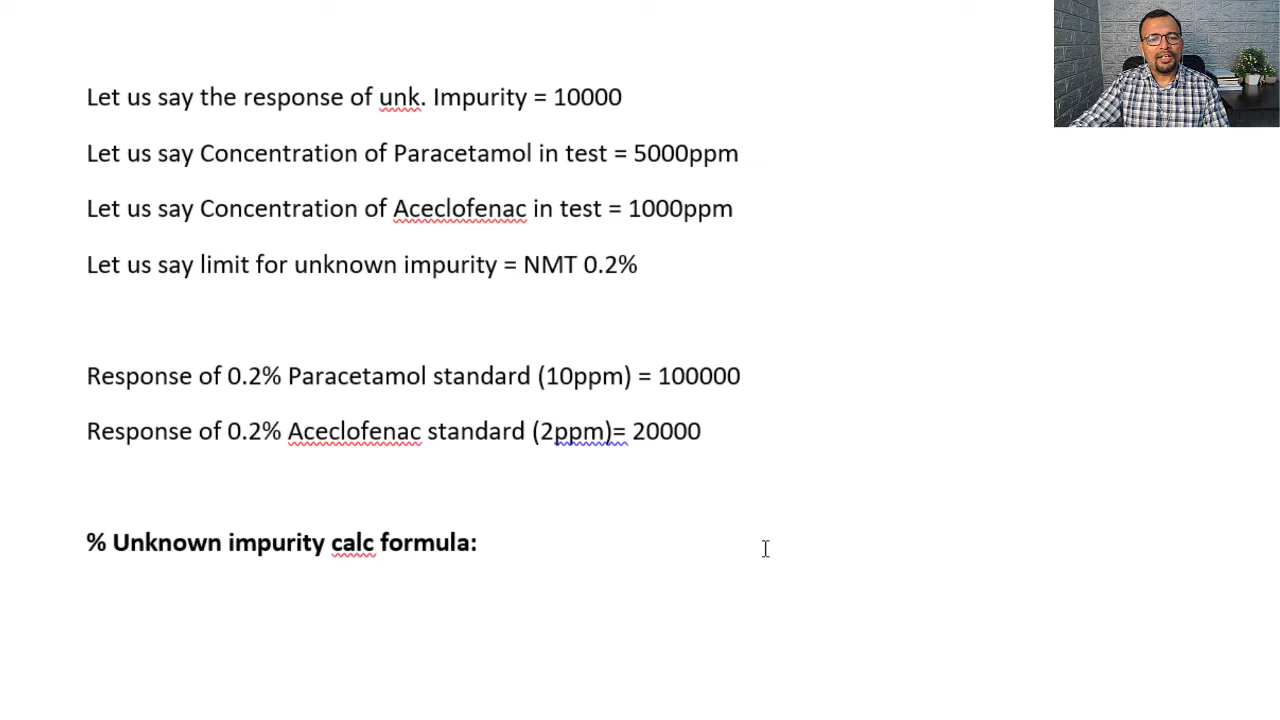 Let us say the response of unk. Impurity = 10000
Let us say Concentration of Paracetamol in test = 5000ppm
Let us say Concentration of Aceclofenac in test = 1000ppm
Let us say limit for unknown impurity = NMT 0.2%
Response of 0.2% Paracetamol standard (10ppm) = 100000
Response of 0.2% Aceclofenac standard (2ppm)= 20000
% Unknown impurity calc formula: